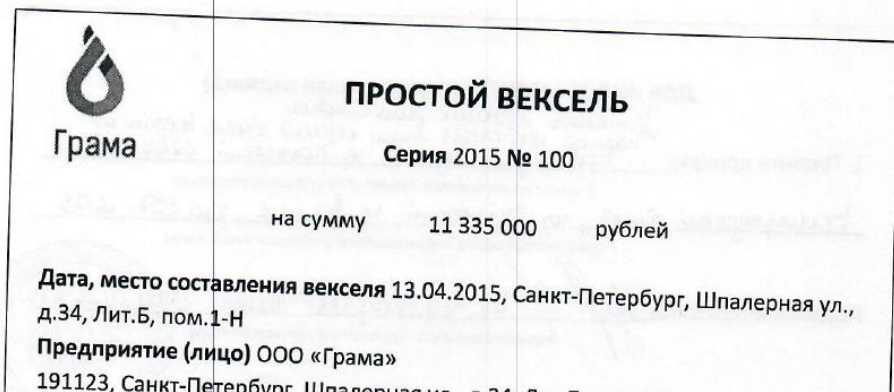 Грама
ПРОСТОЙ ВЕКСЕЛЬ
Серия 2015 № 100
на сумму 11 335 000 рублей
Дата, место составления векселя 13.04.2015, Санкт-Петербург, Шпалерная ул.,
д.34, Лит.Б, пом.1-Н
Предприятие (лицо) ООО «Грама»
191123, Санкт-Петербург, Шпалерная ул.,